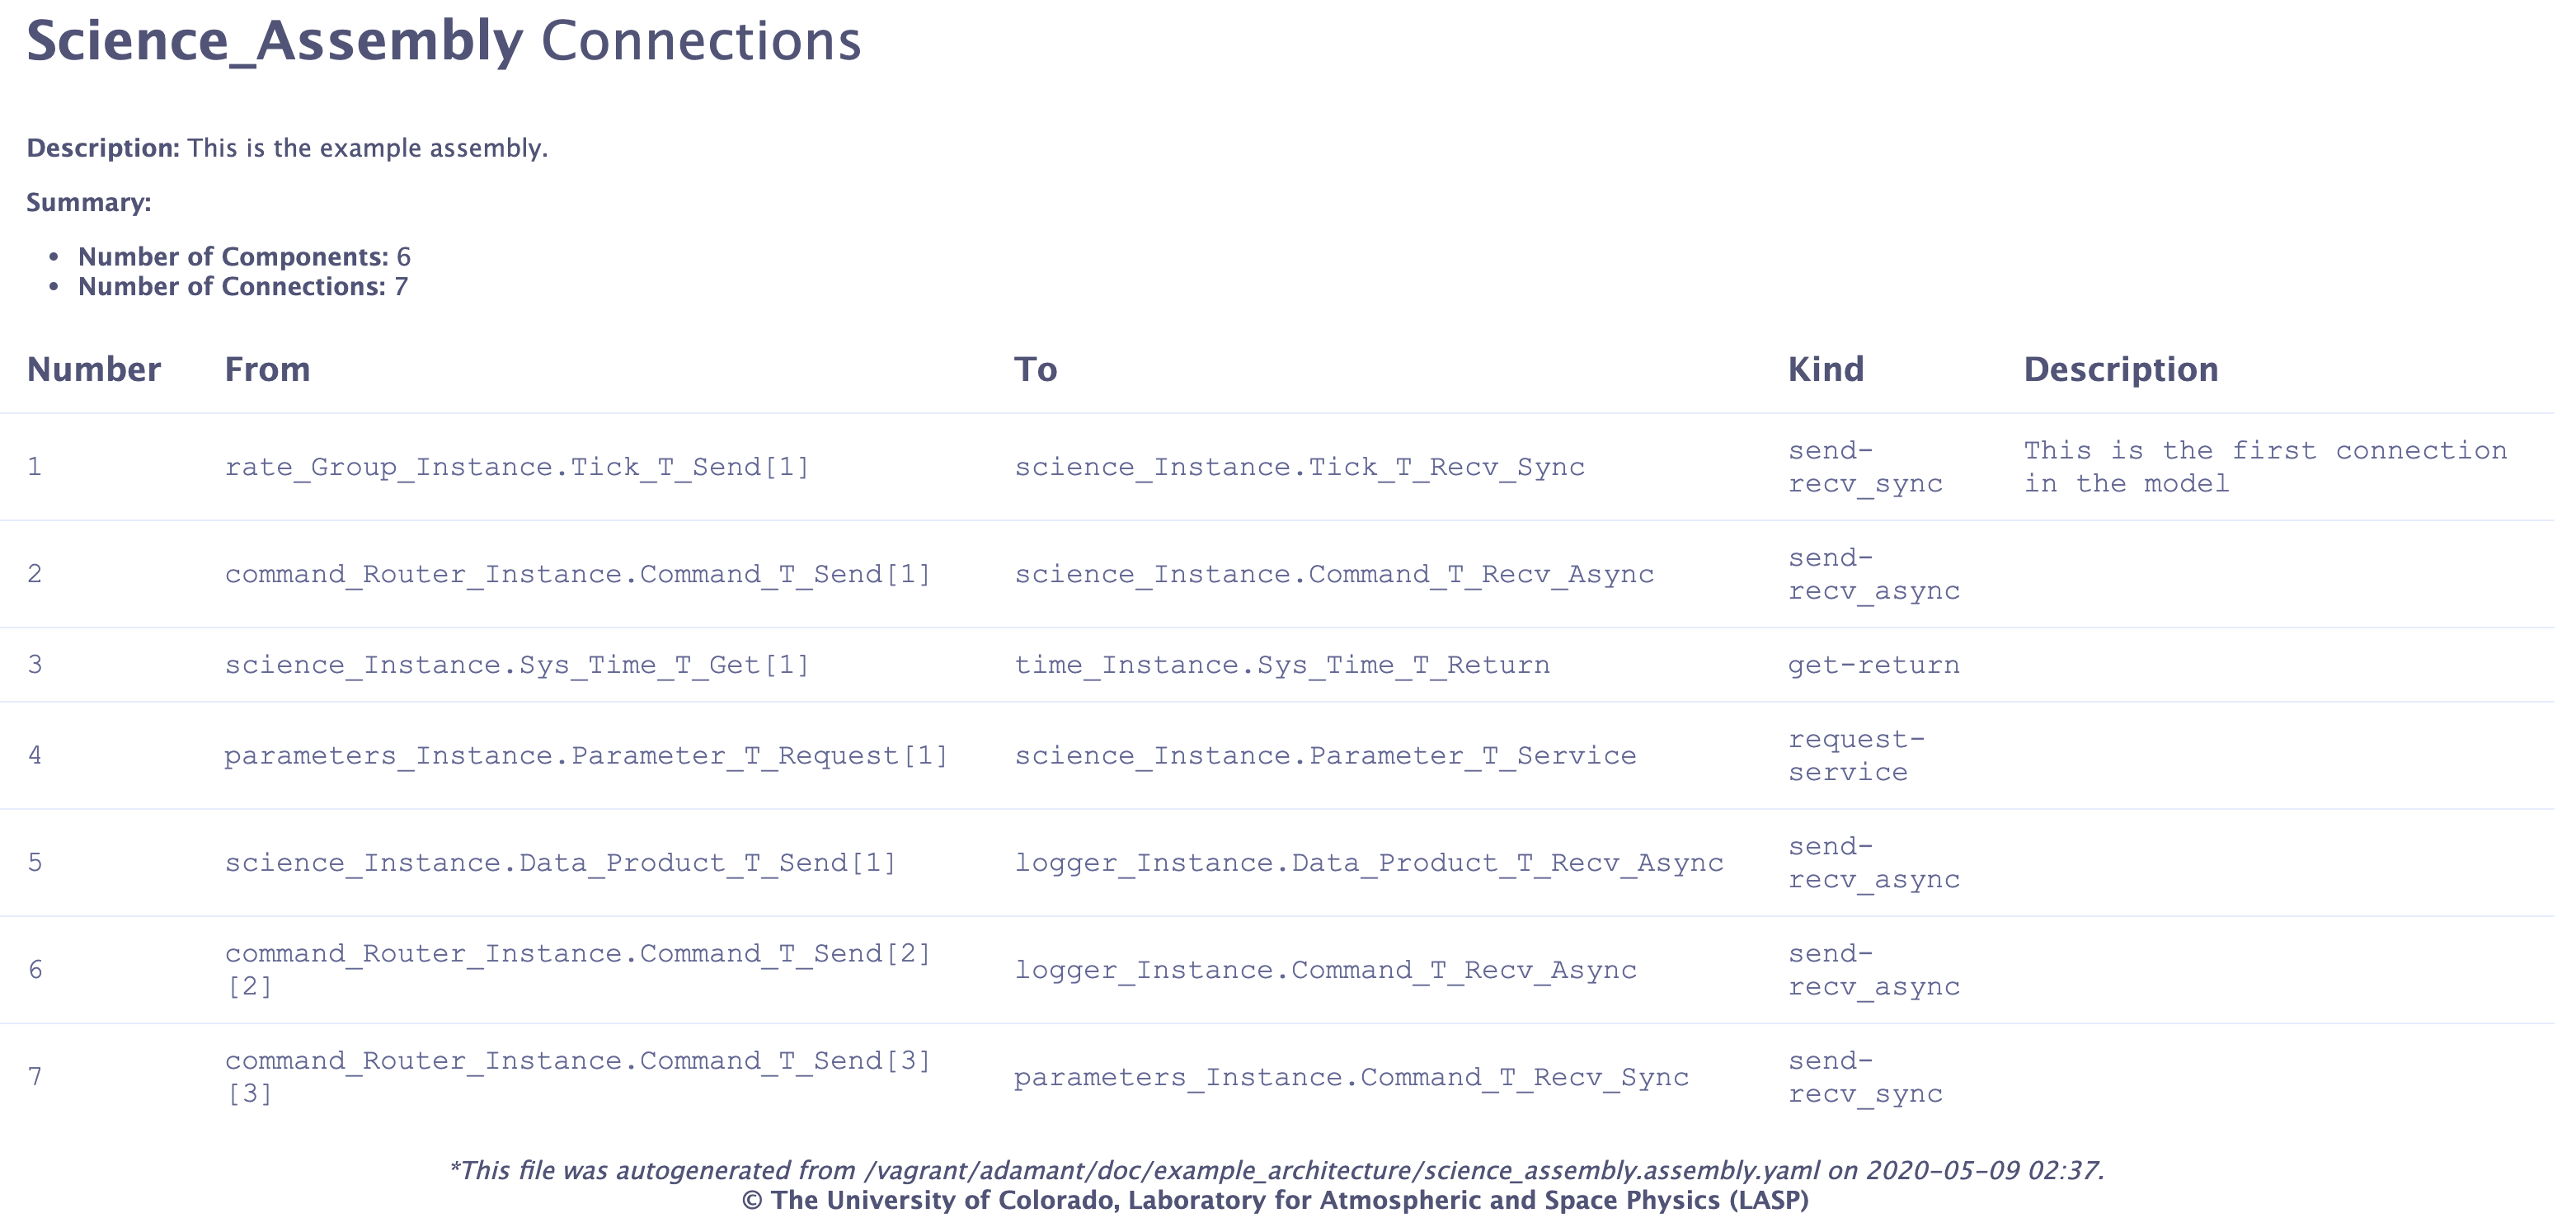 Science_Assembly Connections
Description: This is the example assembly.
Summary:
• Number of Components: 6
• Number of Connections: 7
Number From To Kind Description
1 rate_Group_Instance.Tick_T_Send[1] science_Instance.Tick_T_Recv_Sync send-recv_sync This is the first connection in the model
2 command_Router_Instance.Command_T_Send[1] science_Instance.Command_T_Recv_Async send-recv_async
3 science_Instance.Sys_Time_T_Get[1] time_Instance.Sys_Time_T_Return get-return
4 parameters_Instance.Parameter_T_Request[1] science_Instance.Parameter_T_Service request-service
5 science_Instance.Data_Product_T_Send[1] logger_Instance.Data_Product_T_Recv_Async send-recv_async
6 command_Router_Instance.Command_T_Send[2][2] logger_Instance.Command_T_Recv_Async send-recv_async
7 command_Router_Instance.Command_T_Send[3][3] parameters_Instance.Command_T_Recv_Sync send-recv_sync
*This file was autogenerated from /vagrant/adamant/doc/example_architecture/science_assembly.assembly.yaml on 2020-05-09 02:37.
© The University of Colorado, Laboratory for Atmospheric and Space Physics (LASP)